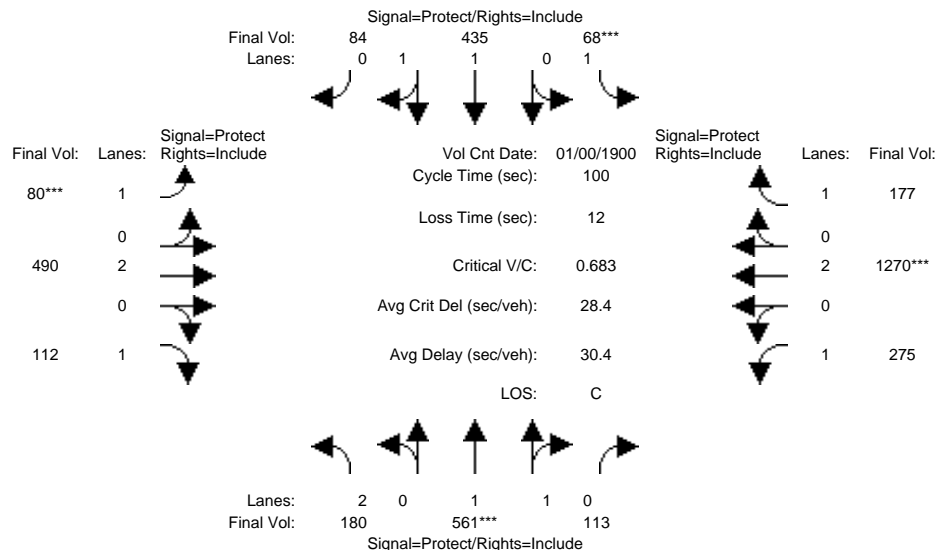 Signal=Protect/Rights=Include
Final Vol: 84 435 68***
Lanes: 0 1 1 0 1
Signal=Protect
Final Vol: Lanes: Rights=Include
Vol Cnt Date: 01/00/1900
Signal=Protect
Rights=Include Lanes: Final Vol:
Cycle Time (sec): 100
80*** 1
1 177
Loss Time (sec): 12
0
0
490 2
Critical V/C: 0.683
2 1270***
0
Avg Crit Del (sec/veh): 28.4
0
112 1
Avg Delay (sec/veh): 30.4
1 275
LOS: C
Lanes: 2 0 1 1 0
Final Vol: 180 561*** 113
Signal=Protect/Rights=Include